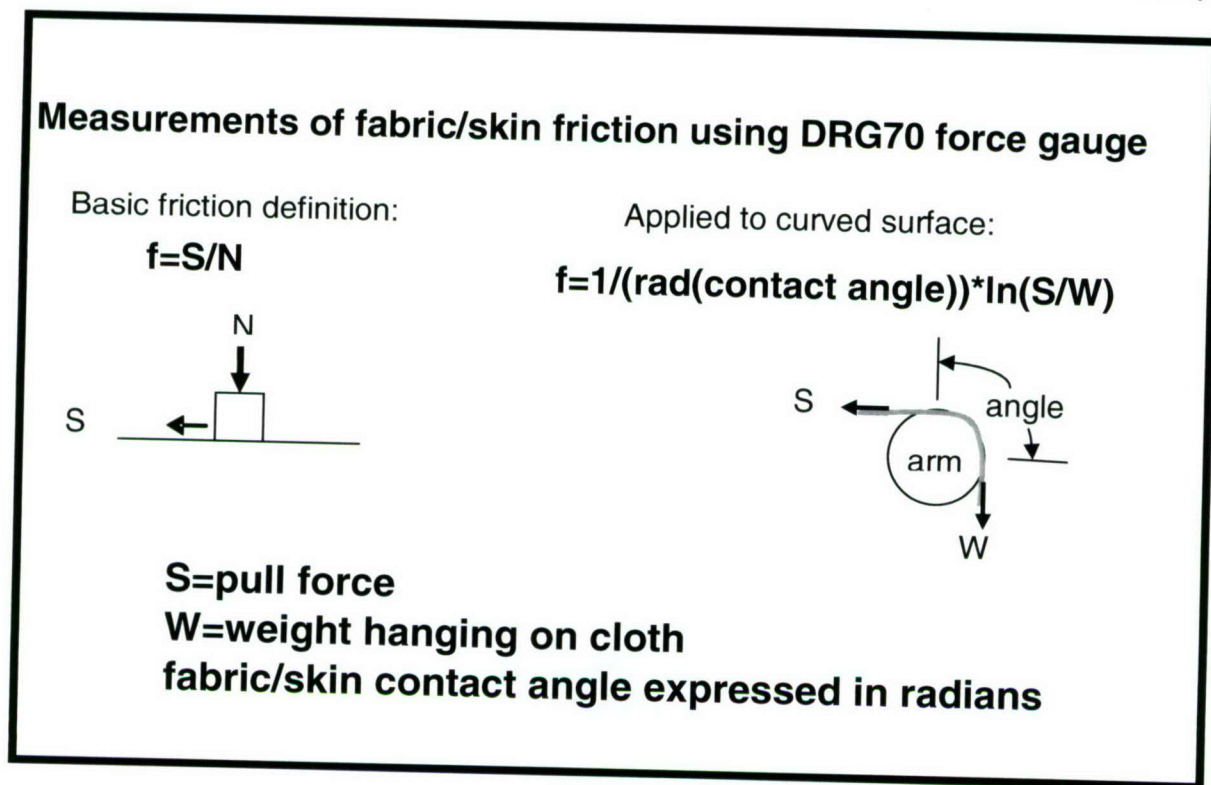 Measurements of fabric/skin friction using DRG70 force gauge
Basic friction definition:
f=S/N
N
S
Applied to curved surface:
f=1/(rad(contact angle))*ln(S/W)
S
angle
arm
W
S=pull force
W=weight hanging on cloth
fabric/skin contact angle expressed in radians